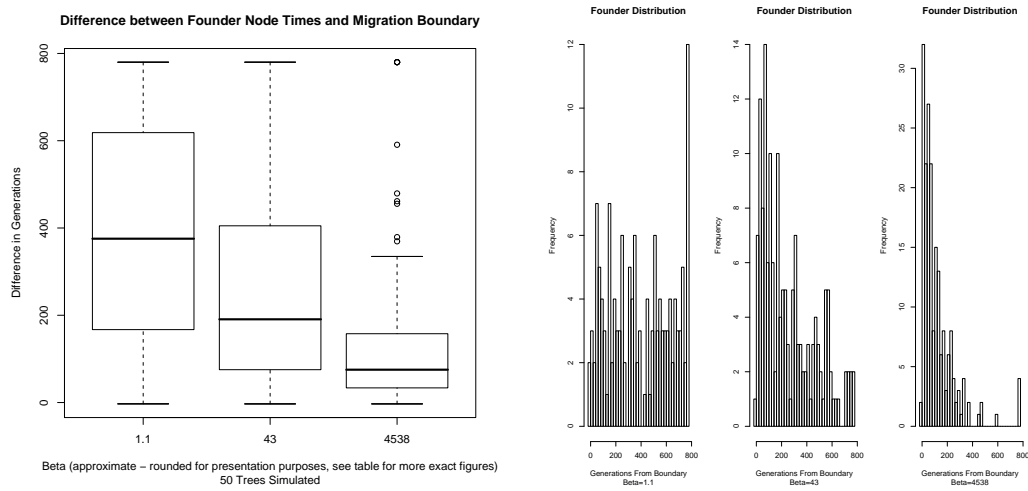 Difference between Founder Node Times and Migration Boundary
Difference in Generations
800
600
400
200
0
1.1 43 4538
Beta (approximate − rounded for presentation purposes, see table for more exact figures)
50 Trees Simulated
Founder Distribution
Frequency
12
10
8
6
4
2
0
0 200 400 600 800
Generations From Boundary
Beta=1.1
Founder Distribution
Frequency
14
12
10
8
6
4
2
0
0 200 400 600 800
Generations From Boundary
Beta=43
Founder Distribution
Frequency
30
25
20
15
10
5
0
0 200 400 600 800
Generations From Boundary
Beta=4538